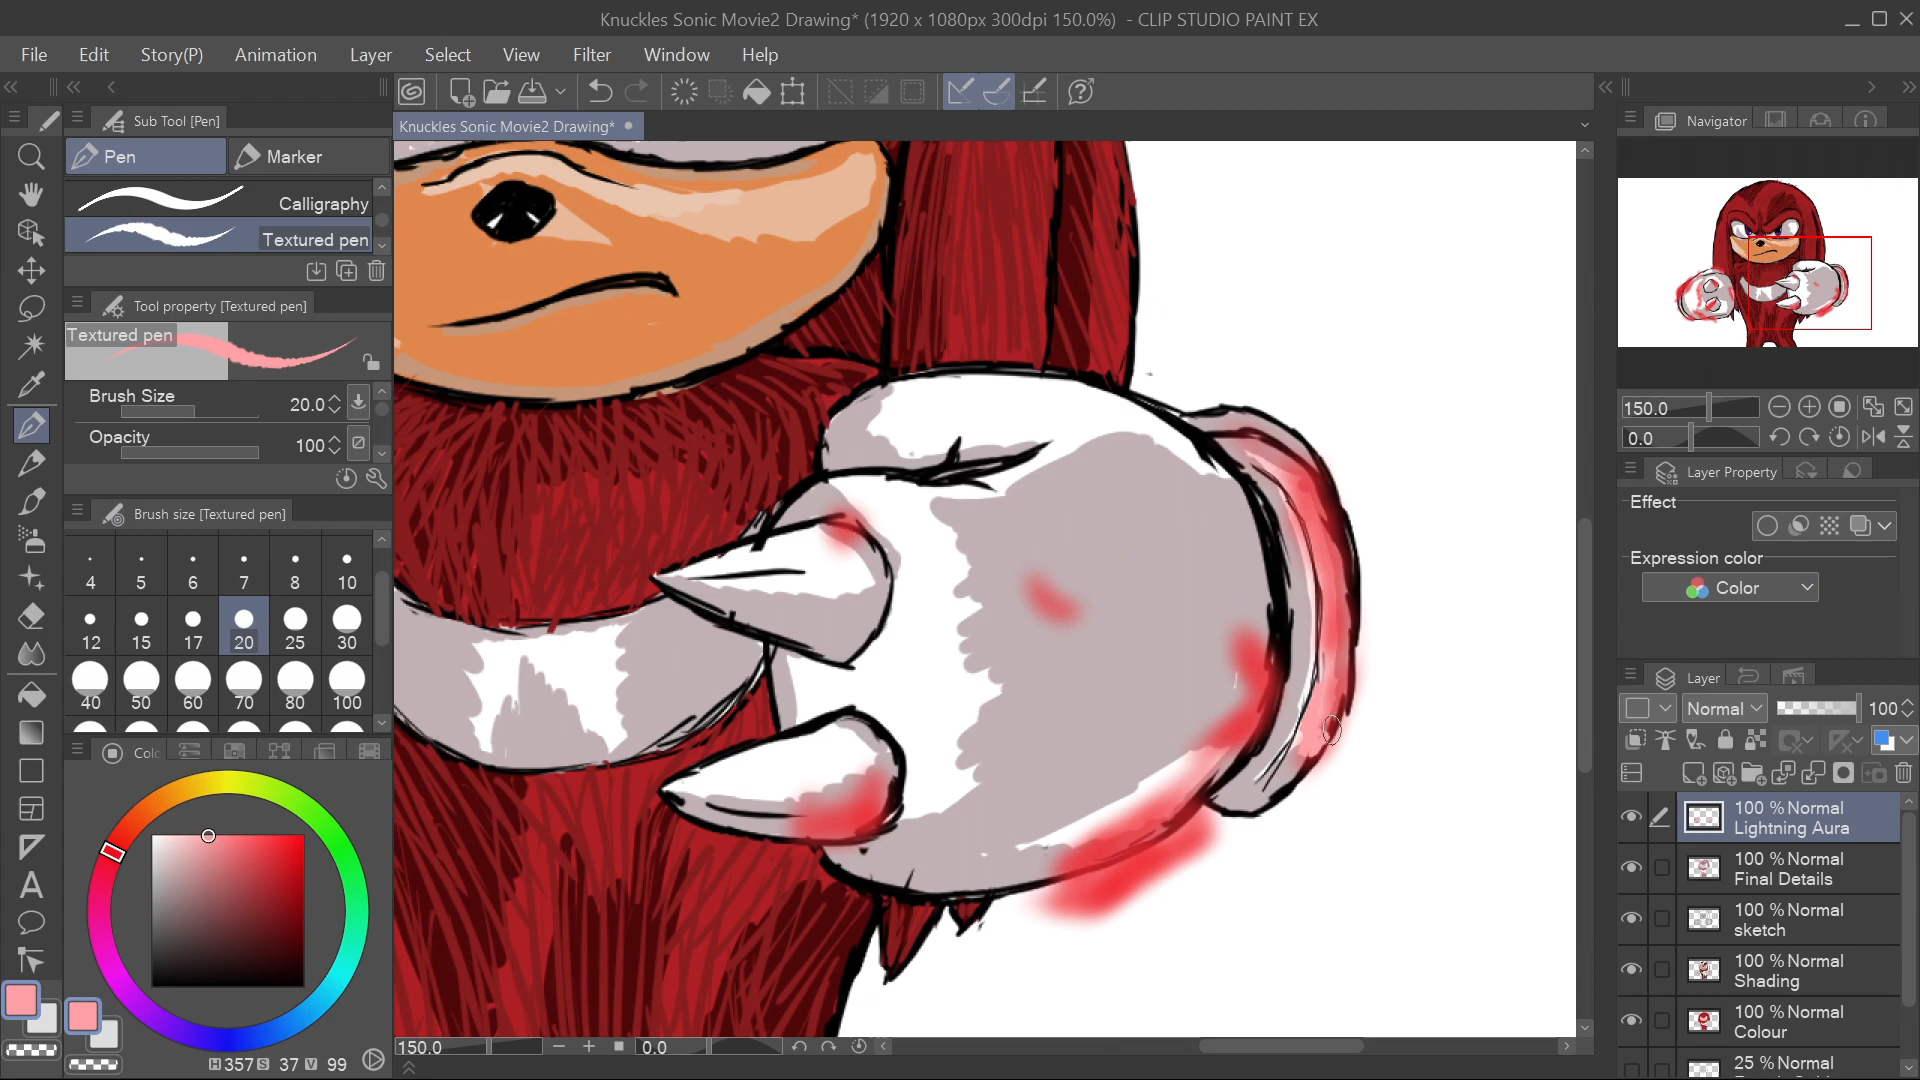 Knuckles Sonic Movie2 Drawing* (1920 x 1080px 300dpi 150.0%)  - CLIP STUDIO PAINT EX
File Edit Story(P) Animation Layer Select View Filter Window Help
Sub Tool [Pen]
Pen Marker
Calligraphy
Textured pen
Tool property [Textured pen]
Textured pen
Brush Size 20.0
Opacity 100
Brush size [Textured pen]
4 5 6 7 8 10
12 15 17 20 25 30
40 50 60 70 80 100
H 357 S 37 V 99
Knuckles Sonic Movie2 Drawing*
150.0 0.0
Navigator
150.0
0.0
Layer Property
Effect
Expression color
Color
Layer
Normal 100
100 % Normal
Lightning Aura
100 % Normal
Final Details
100 % Normal
sketch
100 % Normal
Shading
100 % Normal
Colour
25 % Normal